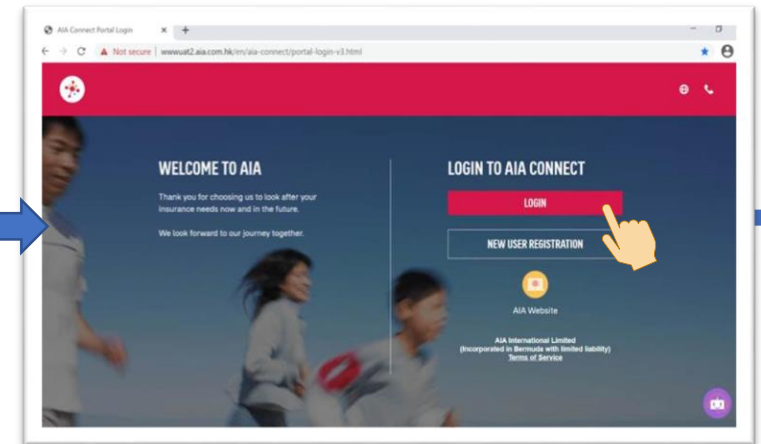 AIA Connect Portal Login
Not secure | wwwuat2.aia.com.hk/en/aia-connect/portal-login-v3.html
WELCOME TO AIA
Thank you for choosing us to look after your
insurance needs now and in the future.
We look forward to our journey together.
LOGIN TO AIA CONNECT
LOGIN
NEW USER REGISTRATION
AIA Website
AIA International Limited
(Incorporated in Bermuda with limited liability)
Terms of Service